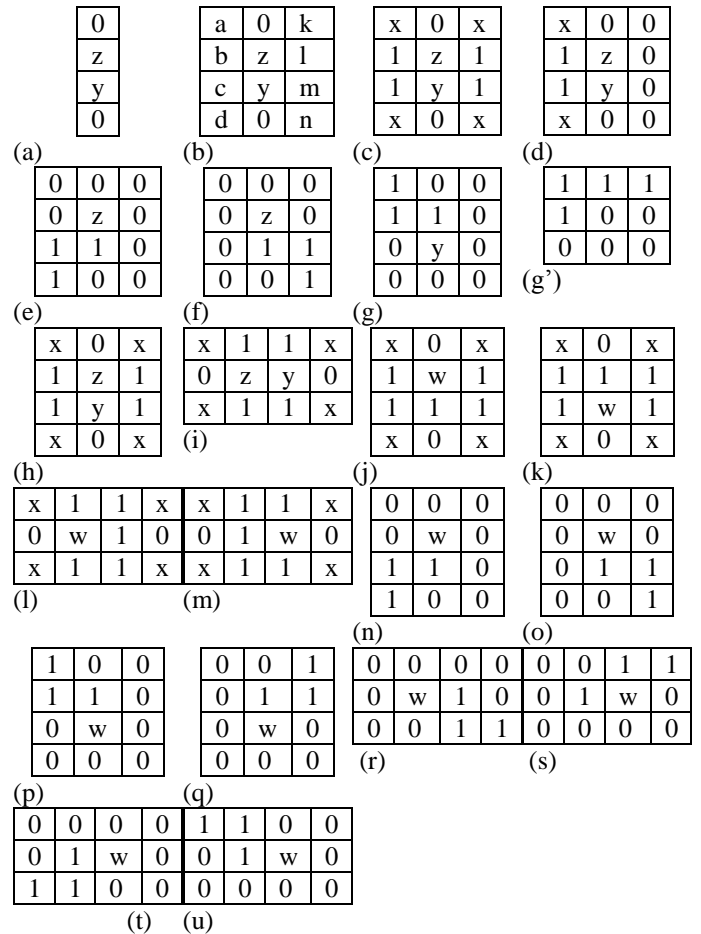 0 a 0 k x 0 x x 0 0
z b z l 1 z 1 1 z 0
y c y m 1 y 1 1 y 0
0 d 0 n x 0 x x 0 0
(a) (b) (c) (d)
0 0 0 0 0 0 1 0 0 1 1 1
0 z 0 0 z 0 1 1 0 1 0 0
1 1 0 0 1 1 0 y 0 0 0 0
1 0 0 0 0 1 0 0 0 (g’)
(e) (f) (g)
x 0 x x 1 1 x x 0 x x 0 x
1 z 1 0 z y 0 1 w 1 1 1 1
1 y 1 x 1 1 x 1 1 1 1 w 1
x 0 x (i) x 0 x x 0 x
(h) (j) (k)
x 1 1 x x 1 1 x 0 0 0 0 0 0
0 w 1 0 0 1 w 0 0 w 0 0 w 0
x 1 1 x x 1 1 x 1 1 0 0 1 1
(l) (m) 1 0 0 0 0 1
(n) (o)
1 0 0 0 0 1 0 0 0 0 0 0 1 1
1 1 0 0 1 1 0 w 1 0 0 1 w 0
0 w 0 0 w 0 0 0 1 1 0 0 0 0
0 0 0 0 0 0 (r) (s)
(p) (q)
0 0 0 0 1 1 0 0
0 1 w 0 0 1 w 0
1 1 0 0 0 0 0 0
(t) (u)